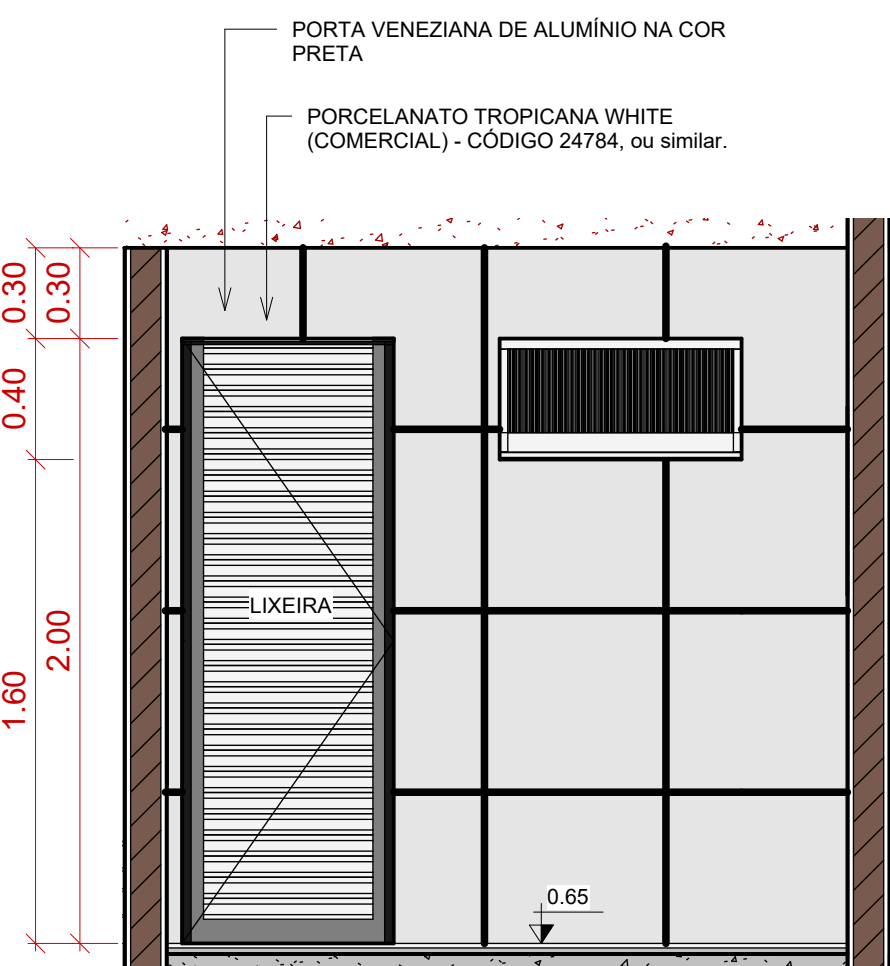 PORTA VENEZIANA DE ALUMÍNIO NA COR
PRETA
PORCELANATO TROPICANA WHITE
(COMERCIAL) - CÓDIGO 24784, ou similar.
0.30
0.30
0.40
2.00
1.60
LIXEIRA
0.65